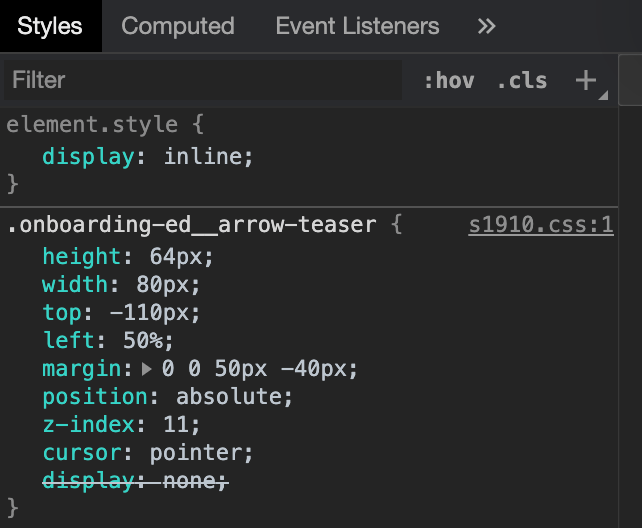 Styles Computed Event Listeners »
Filter :hov .cls +
element.style {
display: inline;
}
.onboarding-ed__arrow-teaser { s1910.css:1
height: 64px;
width: 80px;
top: -110px;
left: 50%;
margin: 0 0 50px -40px;
position: absolute;
z-index: 11;
cursor: pointer;
display: none;
}